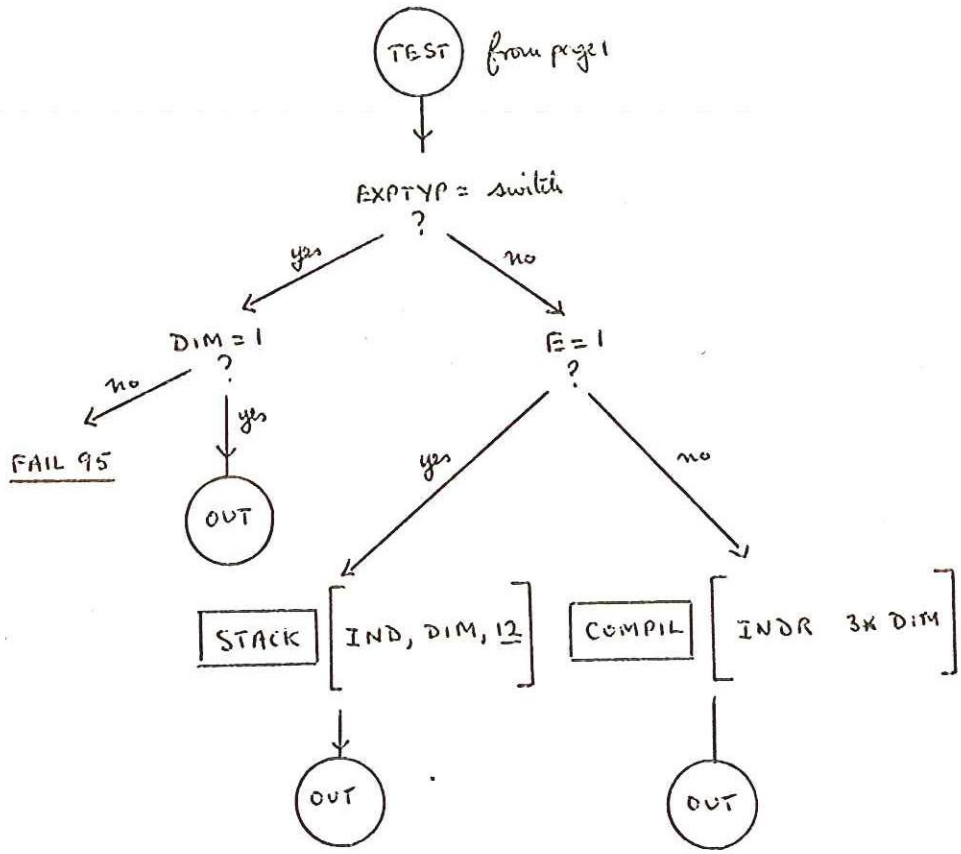 TEST from page 1
EXPTYP = switch
?
yes no
DIM = 1 E = 1
? ?
no yes
FAIL 95
yes no
OUT
STACK [IND, DIM, 12] COMPIL [INDR 3* DIM]
OUT OUT